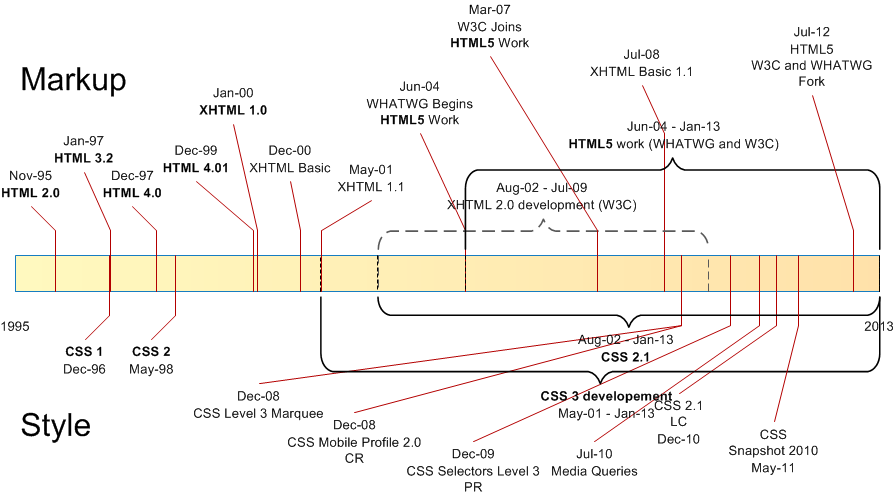 Mar-07
W3C Joins
HTML5 Work
Jul-12
HTML5
W3C and WHATWG
Fork
Jul-08
XHTML Basic 1.1
Markup
Jan-00
XHTML 1.0
Jun-04
WHATWG Begins
HTML5 Work
Jun-04 - Jan-13
HTML5 work (WHATWG and W3C)
Jan-97
HTML 3.2
Dec-99
HTML 4.01
Dec-00
XHTML Basic
May-01
XHTML 1.1
Nov-95
HTML 2.0
Dec-97
HTML 4.0
Aug-02 - Jul-09
XHTML 2.0 development (W3C)
1995
2013
CSS 1
Dec-96
CSS 2
May-98
Aug-02 - Jan-13
CSS 2.1
CSS 3 developement
May-01 - Jan-13
Style
Dec-08
CSS Level 3 Marquee
Dec-08
CSS Mobile Profile 2.0
CR
Dec-09
CSS Selectors Level 3
PR
Jul-10
Media Queries
CSS 2.1
LC
Dec-10
CSS
Snapshot 2010
May-11